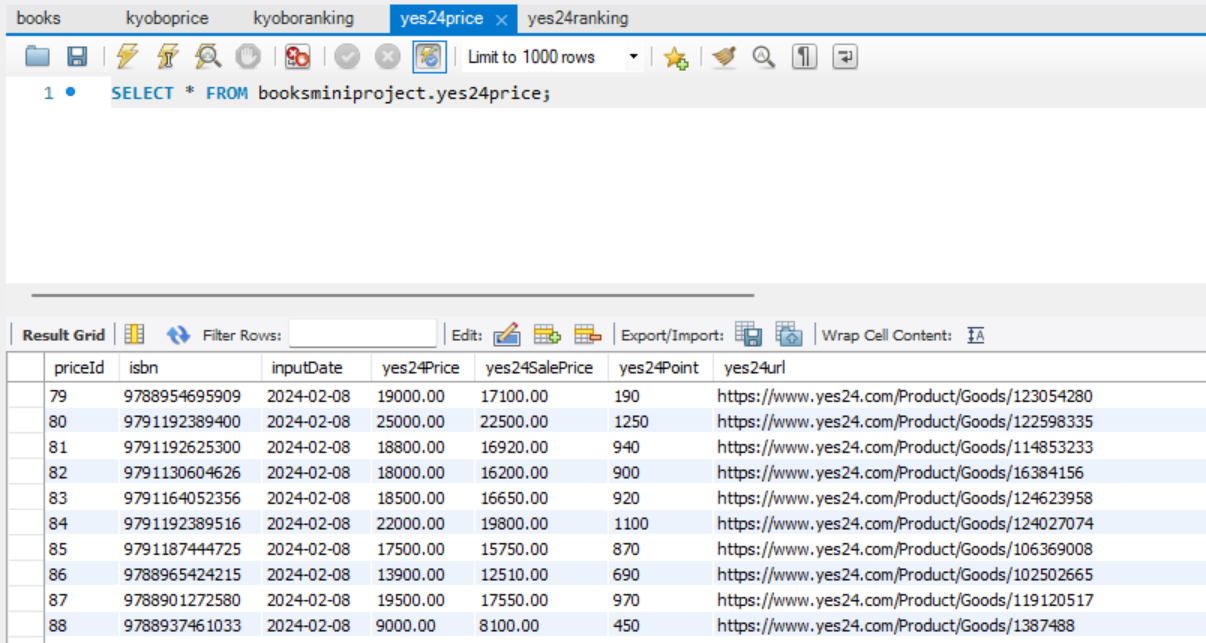 books kyoboprice kyoboranking yes24price yes24ranking
Limit to 1000 rows
1 SELECT * FROM booksminiproject.yes24price;
Result Grid Filter Rows: Edit: Export/Import: Wrap Cell Content:
priceId isbn inputDate yes24Price yes24SalePrice yes24Point yes24url
79 9788954695909 2024-02-08 19000.00 17100.00 190 https://www.yes24.com/Product/Goods/123054280
80 9791192389400 2024-02-08 25000.00 22500.00 1250 https://www.yes24.com/Product/Goods/122598335
81 9791192625300 2024-02-08 18800.00 16920.00 940 https://www.yes24.com/Product/Goods/114853233
82 9791130604626 2024-02-08 18000.00 16200.00 900 https://www.yes24.com/Product/Goods/16384156
83 9791164052356 2024-02-08 18500.00 16650.00 920 https://www.yes24.com/Product/Goods/124623958
84 9791192389516 2024-02-08 22000.00 19800.00 1100 https://www.yes24.com/Product/Goods/124027074
85 9791187444725 2024-02-08 17500.00 15750.00 870 https://www.yes24.com/Product/Goods/106369008
86 9788965424215 2024-02-08 13900.00 12510.00 690 https://www.yes24.com/Product/Goods/102502665
87 9788901272580 2024-02-08 19500.00 17550.00 970 https://www.yes24.com/Product/Goods/119120517
88 9788937461033 2024-02-08 9000.00 8100.00 450 https://www.yes24.com/Product/Goods/1387488